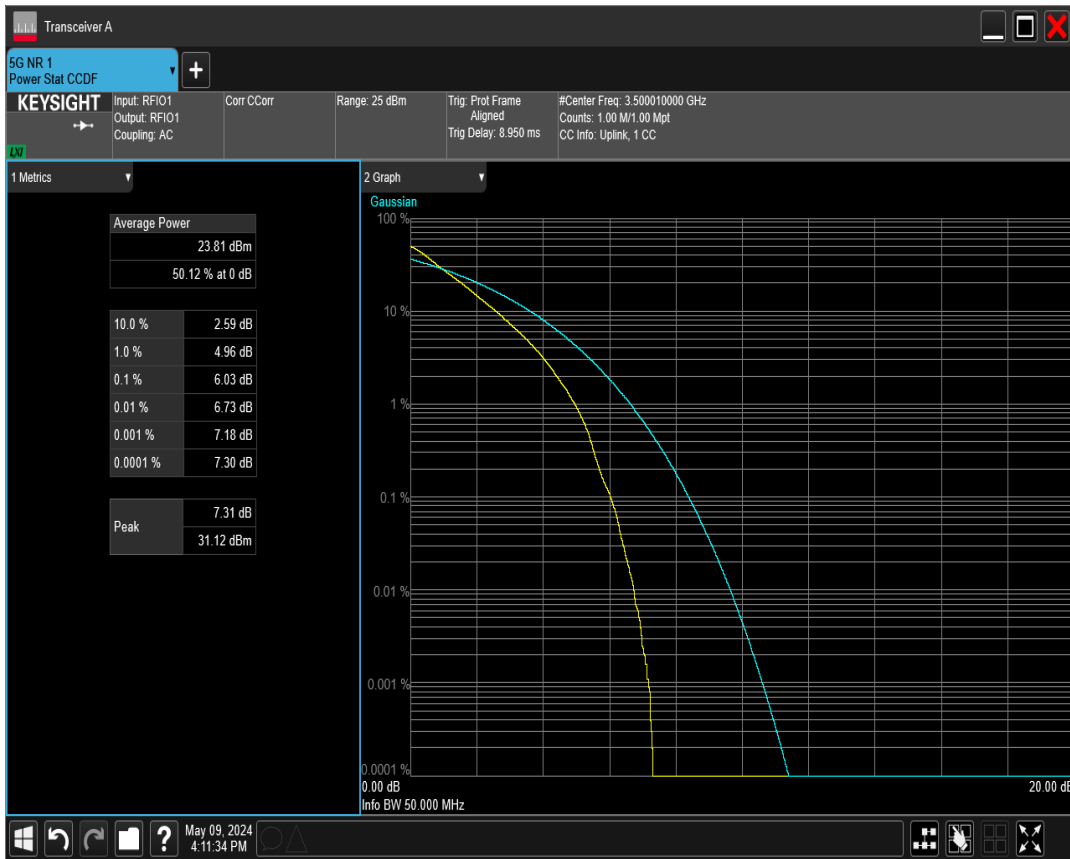 Transceiver A
5G NR 1
Power Stat CCDF
+
KEYSIGHT
LXI
Input: RFIO1
Output: RFIO1
Coupling: AC
Corr CCorr
Range: 25 dBm
Trig: Prot Frame
Aligned
Trig Delay: 8.950 ms
#Center Freq: 3.500010000 GHz
Counts: 1.00 M/1.00 Mpt
CC Info: Uplink, 1 CC
1 Metrics
Average Power
23.81 dBm
50.12 % at 0 dB
10.0 % 2.59 dB
1.0 % 4.96 dB
0.1 % 6.03 dB
0.01 % 6.73 dB
0.001 % 7.18 dB
0.0001 % 7.30 dB
Peak 7.31 dB
31.12 dBm
2 Graph
Gaussian
100 %
10 %
1 %
0.1 %
0.01 %
0.001 %
0.0001 %
0.00 dB 20.00 dB
Info BW 50.000 MHz
?
May 09, 2024
4:11:34 PM